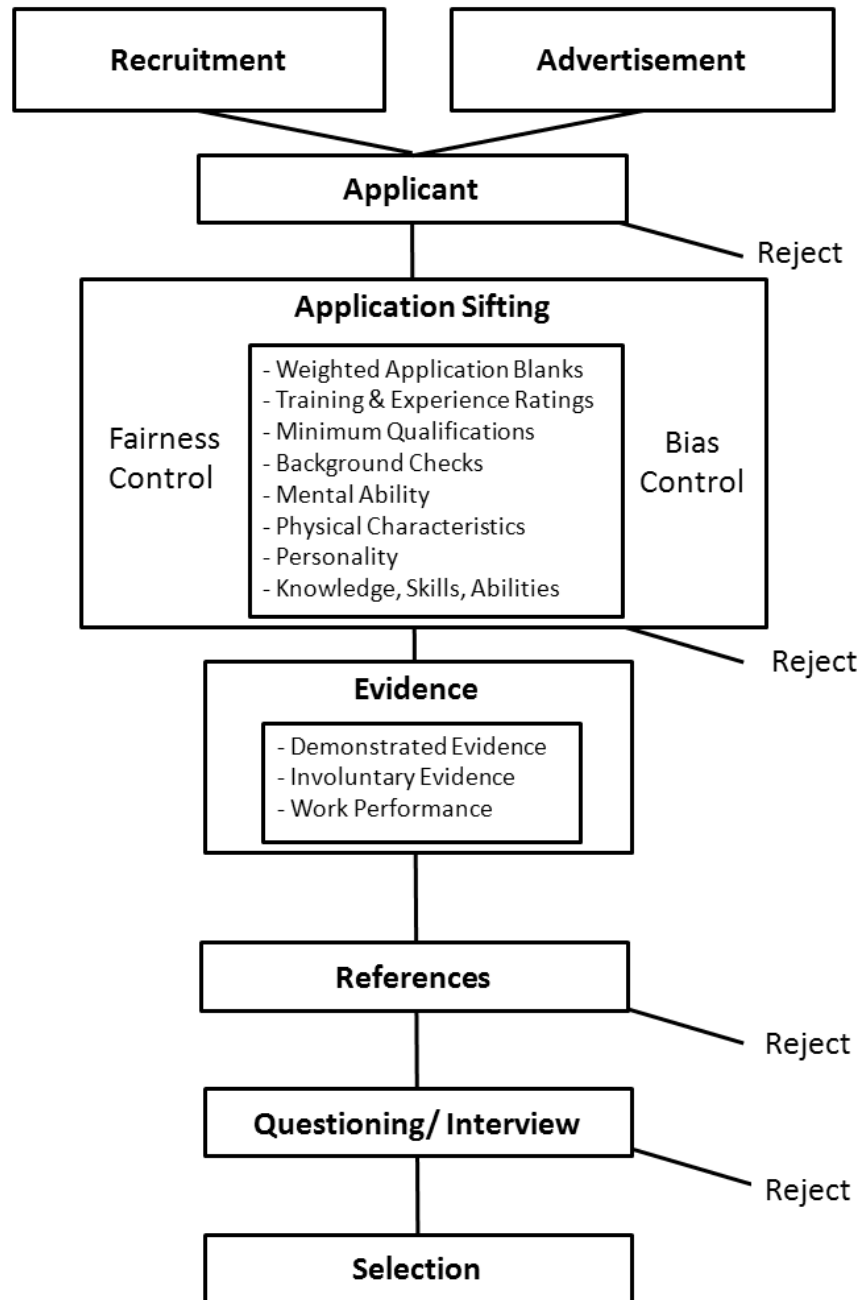 Recruitment
Advertisement
Applicant
Reject
Application Sifting
Fairness
Control
- Weighted Application Blanks
- Training & Experience Ratings
- Minimum Qualifications
- Background Checks
- Mental Ability
- Physical Characteristics
- Personality
- Knowledge, Skills, Abilities
Bias
Control
Reject
Evidence
- Demonstrated Evidence
- Involuntary Evidence
- Work Performance
References
Reject
Questioning/ Interview
Reject
Selection